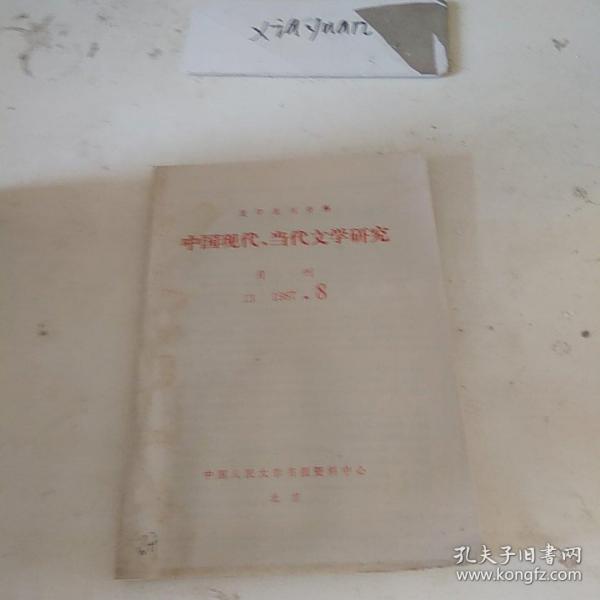 xiayuan
复印报刊资料
中国现代、当代文学研究
月刊
J3 1987.8
中国人民大学书报资料中心
北京
孔夫子旧书网
www.kongfz.com